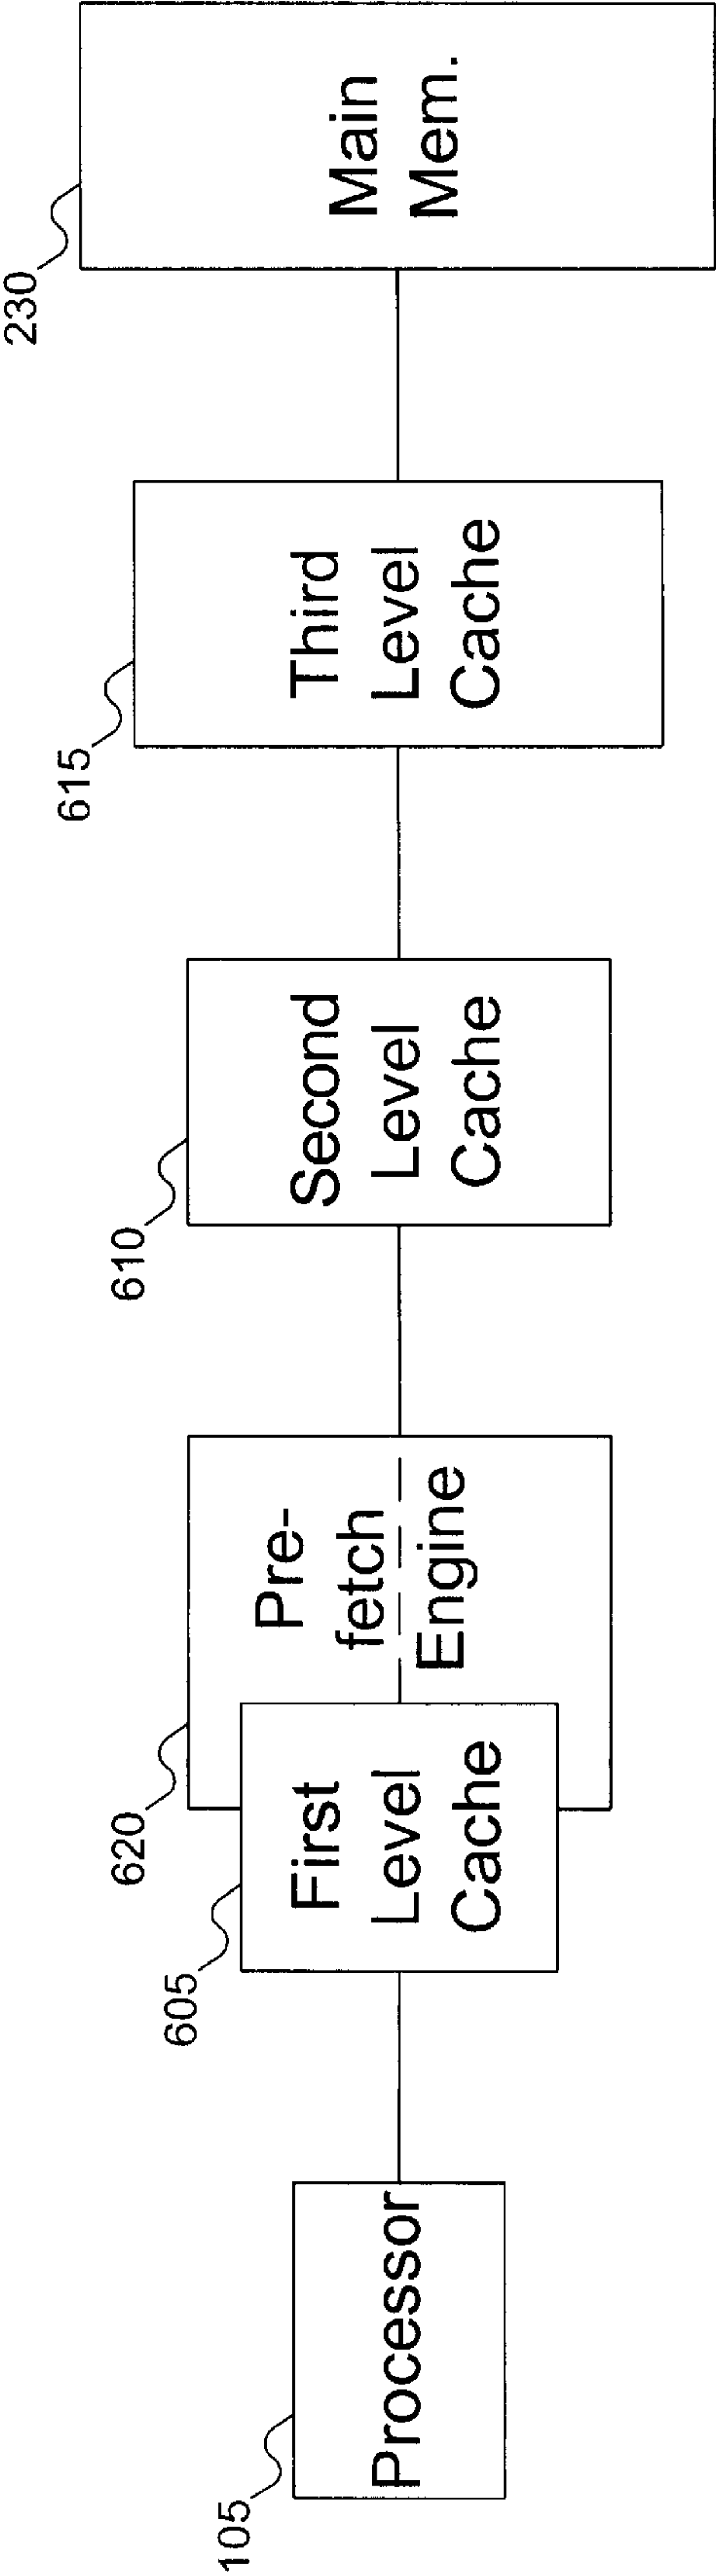 105
Processor
605
First
Level
Cache
620
Pre-
fetch
Engine
610
Second
Level
Cache
615
Third
Level
Cache
230
Main
Mem.